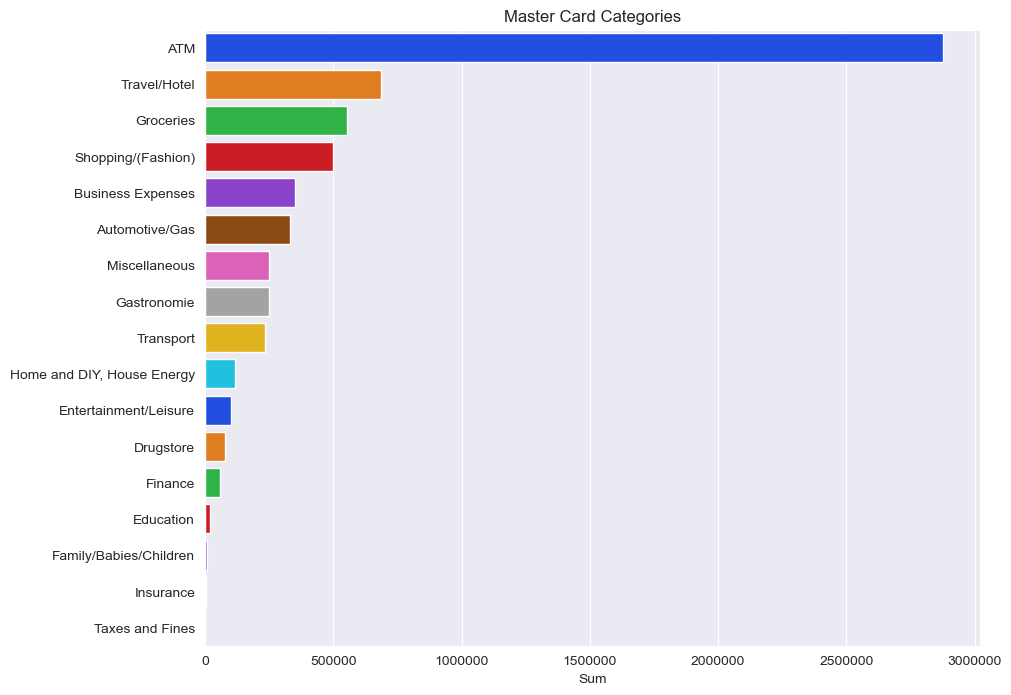 Master Card Categories
ATM
Travel/Hotel
Groceries
Shopping/(Fashion)
Business Expenses
Automotive/Gas
Miscellaneous
Gastronomie
Transport
Home and DIY, House Energy
Entertainment/Leisure
Drugstore
Finance
Education
Family/Babies/Children
Insurance
Taxes and Fines
0 500000 1000000 1500000 2000000 2500000 3000000
Sum